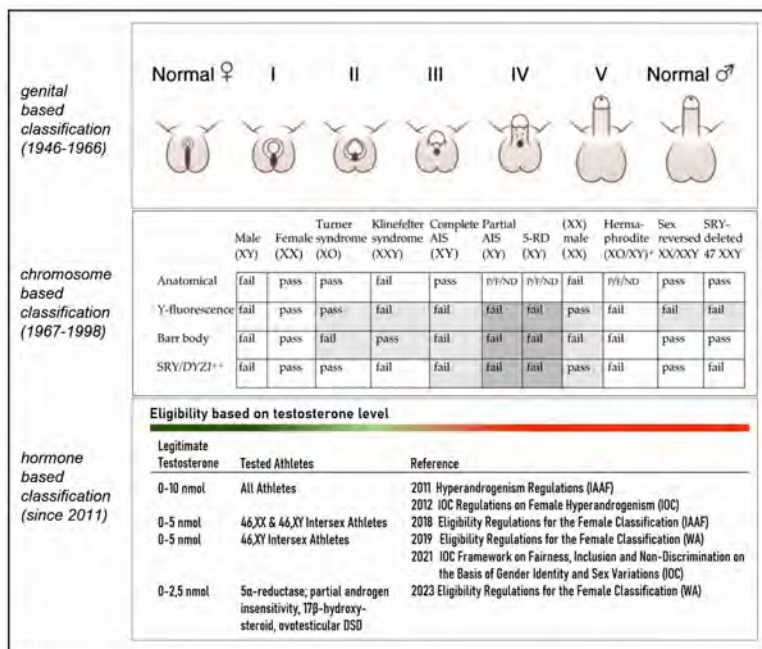 genital
based
classification
(1946-1966)
Normal ♀ I II III IV V Normal ♂
chromosome
based
classification
(1967-1998)
Male (XY) Female (XX) Turner syndrome (XO) Klinefelter syndrome (XXY) Complete AIS (XY) Partial AIS (XY) 5-RD (XY) (XX) male (XX) Herma-phrodite (XO/XY)+ Sex reversed XX/XXY SRY-deleted 47 XXY
Anatomical fail pass pass fail pass P/F/ND P/F/ND fail P/F/ND pass pass
Y-fluorescence fail pass pass fail fail fail fail pass fail fail fail
Barr body fail pass fail pass fail fail fail fail fail pass pass
SRY/DYZI++ fail pass pass fail fail fail fail pass fail pass fail
hormone
based
classification
(since 2011)
Eligibility based on testosterone level
Legitimate
Testosterone Tested Athletes Reference
0-10 nmol All Athletes 2011 Hyperandrogenism Regulations (IAAF)
2012 IOC Regulations on Female Hyperandrogenism (IOC)
0-5 nmol 46,XX & 46,XY Intersex Athletes 2018 Eligibility Regulations for the Female Classification (IAAF)
0-5 nmol 46,XY Intersex Athletes 2019 Eligibility Regulations for the Female Classification (WA)
2021 IOC Framework on Fairness, Inclusion and Non-Discrimination on
the Basis of Gender Identity and Sex Variations (IOC)
0-2,5 nmol 5α-reductase; partial androgen 2023 Eligibility Regulations for the Female Classification (WA)
insensitivity, 17β-hydroxy-
steroid, ovotesticular DSD